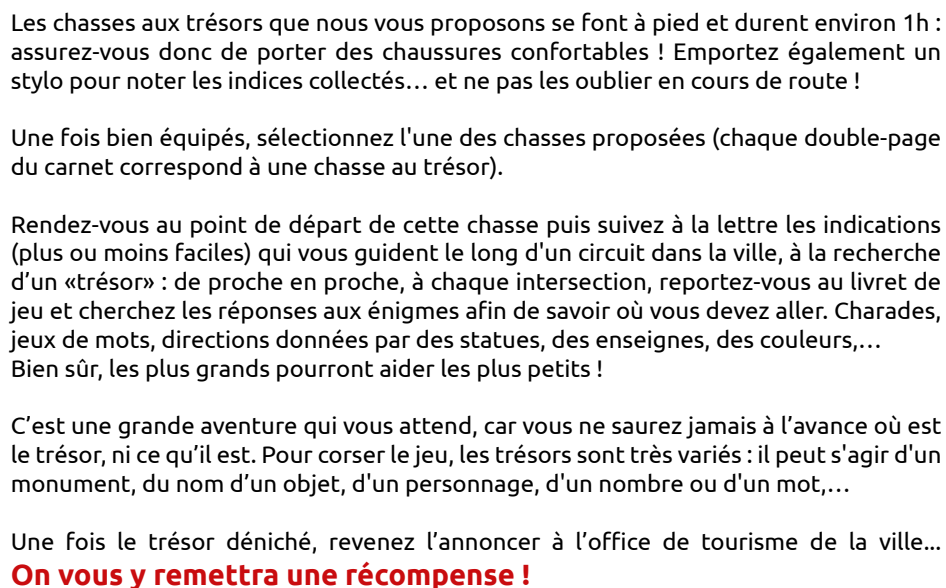 Les chasses aux trésors que nous vous proposons se font à pied et durent environ 1h :
assurez-vous donc de porter des chaussures confortables ! Emportez également un
stylo pour noter les indices collectés… et ne pas les oublier en cours de route !
Une fois bien équipés, sélectionnez l'une des chasses proposées (chaque double-page
du carnet correspond à une chasse au trésor).
Rendez-vous au point de départ de cette chasse puis suivez à la lettre les indications
(plus ou moins faciles) qui vous guident le long d'un circuit dans la ville, à la recherche
d’un «trésor» : de proche en proche, à chaque intersection, reportez-vous au livret de
jeu et cherchez les réponses aux énigmes afin de savoir où vous devez aller. Charades,
jeux de mots, directions données par des statues, des enseignes, des couleurs,…
Bien sûr, les plus grands pourront aider les plus petits !
C’est une grande aventure qui vous attend, car vous ne saurez jamais à l’avance où est
le trésor, ni ce qu’il est. Pour corser le jeu, les trésors sont très variés : il peut s'agir d'un
monument, du nom d’un objet, d'un personnage, d'un nombre ou d'un mot,…
Une fois le trésor déniché, revenez l’annoncer à l’office de tourisme de la ville...
On vous y remettra une récompense !